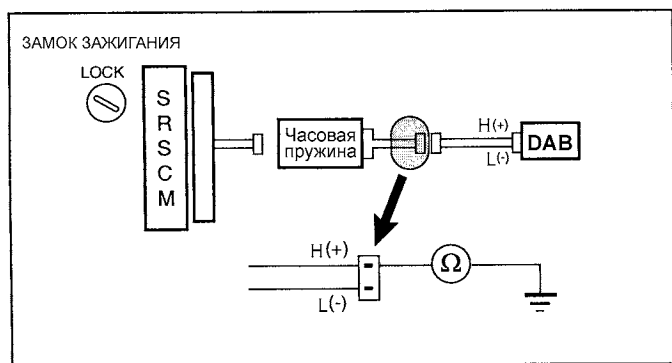 ЗАМОК ЗАЖИГАНИЯ
LOCK
S
R
S
C
M
Часовая
пружина
H(+)
L(-)
DAB
H(+)
L(-)
Ω